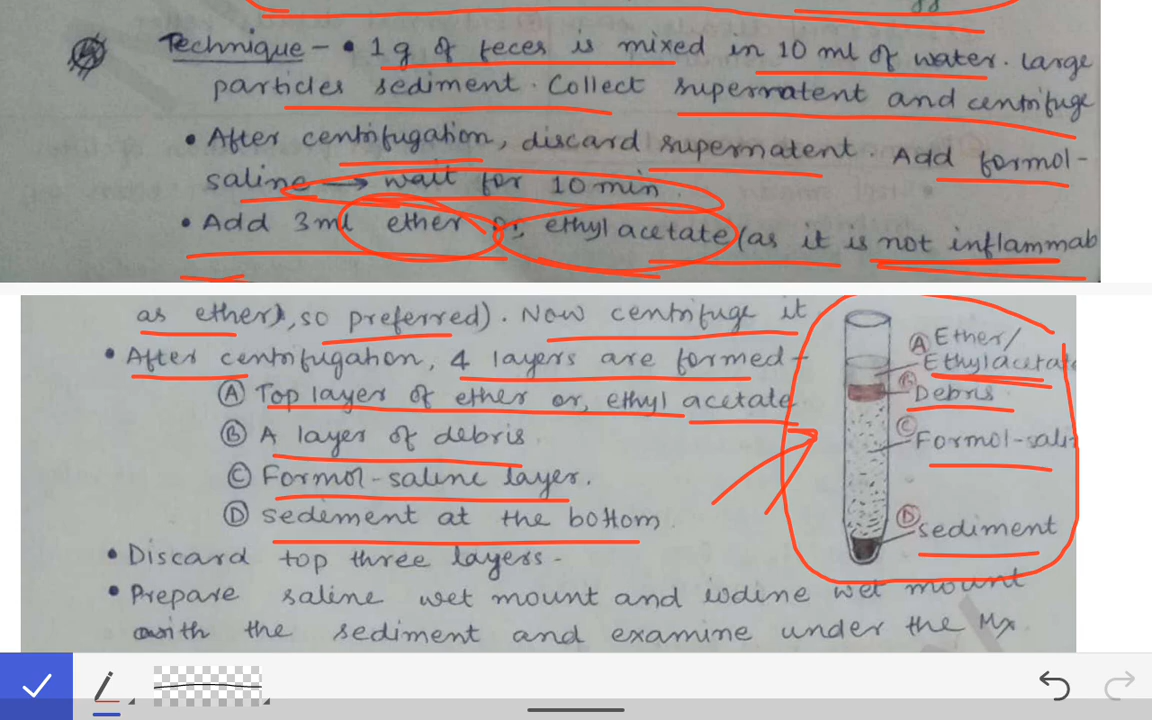 Technique - • 1 g of feces is mixed in 10 ml of water. Large
particles sediment. Collect supernatent and centrifuge
• After centrifugation, discard supernatent. Add formol-
saline → wait for 10 min.
• Add 3ml ether or, ethyl acetate (as it is not inflammab
as ether), so preferred). Now centrifuge it
• After centrifugation, 4 layers are formed-
Ⓐ Top layer of ether or, ethyl acetate
Ⓑ A layer of debris
Ⓒ Formol-saline layer.
Ⓓ sediment at the bottom
• Discard top three layers -
• Prepare saline wet mount and iodine wet mount
with the sediment and examine under the Mx
Ⓐ Ether/
Ethylacetate
Ⓑ Debris
Ⓒ Formol-sali
Ⓓ sediment